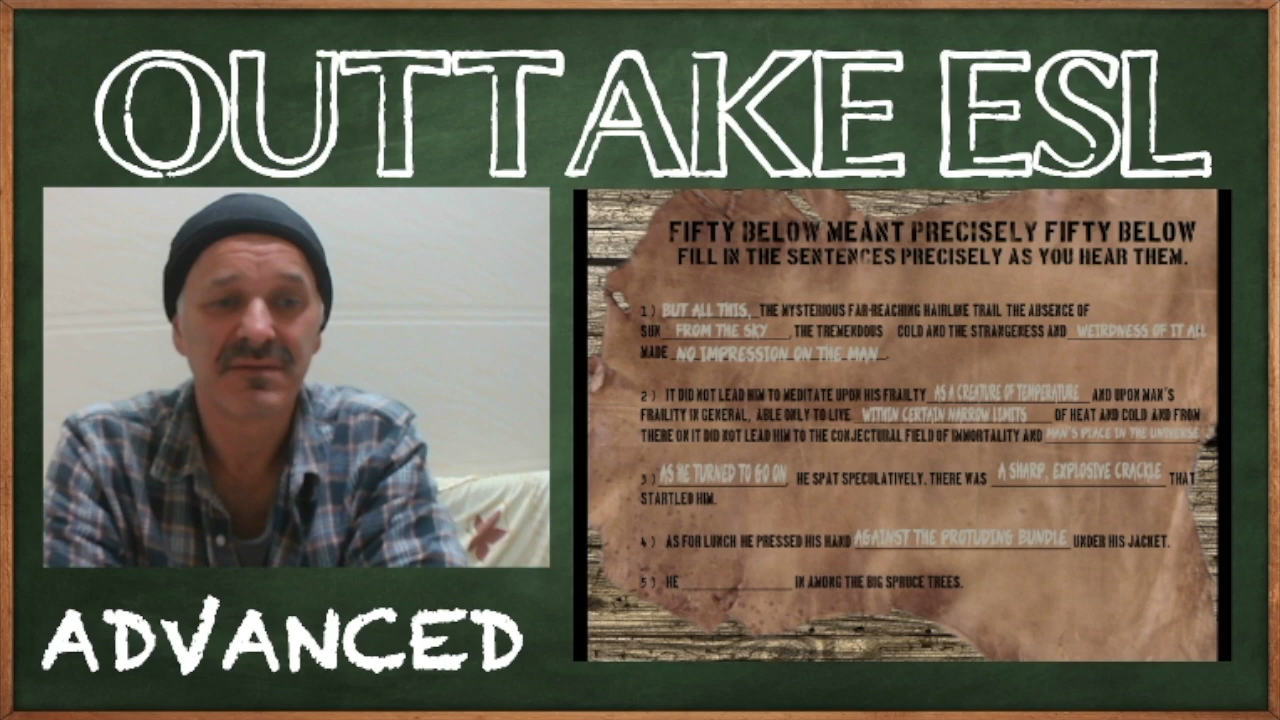 OUTTAKE ESL
FIFTY BELOW MEANT PRECISELY FIFTY BELOW
FILL IN THE SENTENCES PRECISELY AS YOU HEAR THEM.
1) BUT ALL THIS, THE MYSTERIOUS FAR-REACHING HAIRLINE TRAIL THE ABSENCE OF
SUN FROM THE SKY, THE TREMENDOUS COLD AND THE STRANGENESS AND WEIRDNESS OF IT ALL
MADE NO IMPRESSION ON THE MAN.
2) IT DID NOT LEAD HIM TO MEDITATE UPON HIS FRAILTY AS A CREATURE OF TEMPERATURE AND UPON MAN'S
FRAILITY IN GENERAL, ABLE ONLY TO LIVE WITHIN CERTAIN NARROW LIMITS OF HEAT AND COLD AND FROM
THERE ON IT DID NOT LEAD HIM TO THE CONJECTURAL FIELD OF IMMORTALITY AND MAN'S PLACE IN THE UNIVERSE
3) AS HE TURNED TO GO ON, HE SPAT SPECULATIVELY. THERE WAS A SHARP, EXPLOSIVE CRACKLE THAT
STARTLED HIM.
4) AS FOR LUNCH HE PRESSED HIS HAND AGAINST THE PROTUDING BUNDLE UNDER HIS JACKET.
5) HE ____________ IN AMONG THE BIG SPRUCE TREES.
ADVANCED